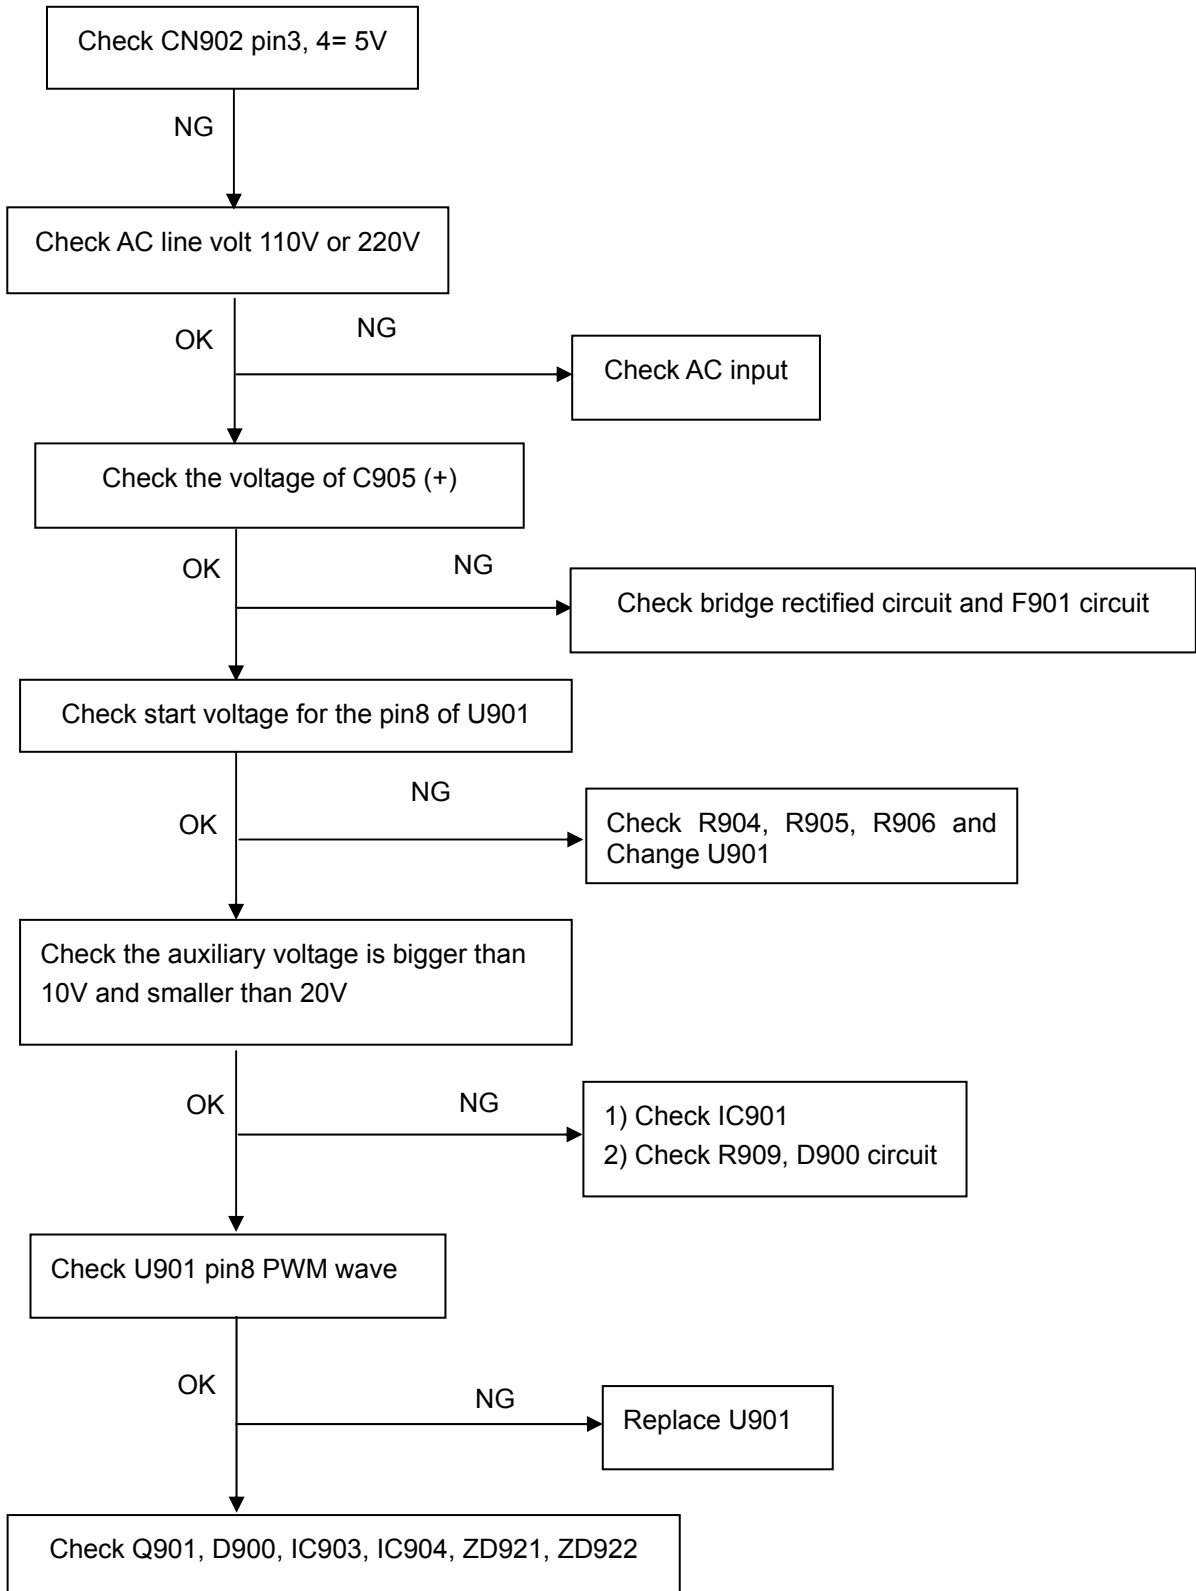 Check CN902 pin3, 4= 5V
NG
Check AC line volt 110V or 220V
OK
NG
Check AC input
Check the voltage of C905 (+)
OK
NG
Check bridge rectified circuit and F901 circuit
Check start voltage for the pin8 of U901
OK
NG
Check R904, R905, R906 and
Change U901
Check the auxiliary voltage is bigger than
10V and smaller than 20V
OK
NG
1) Check IC901
2) Check R909, D900 circuit
Check U901 pin8 PWM wave
OK
NG
Replace U901
Check Q901, D900, IC903, IC904, ZD921, ZD922